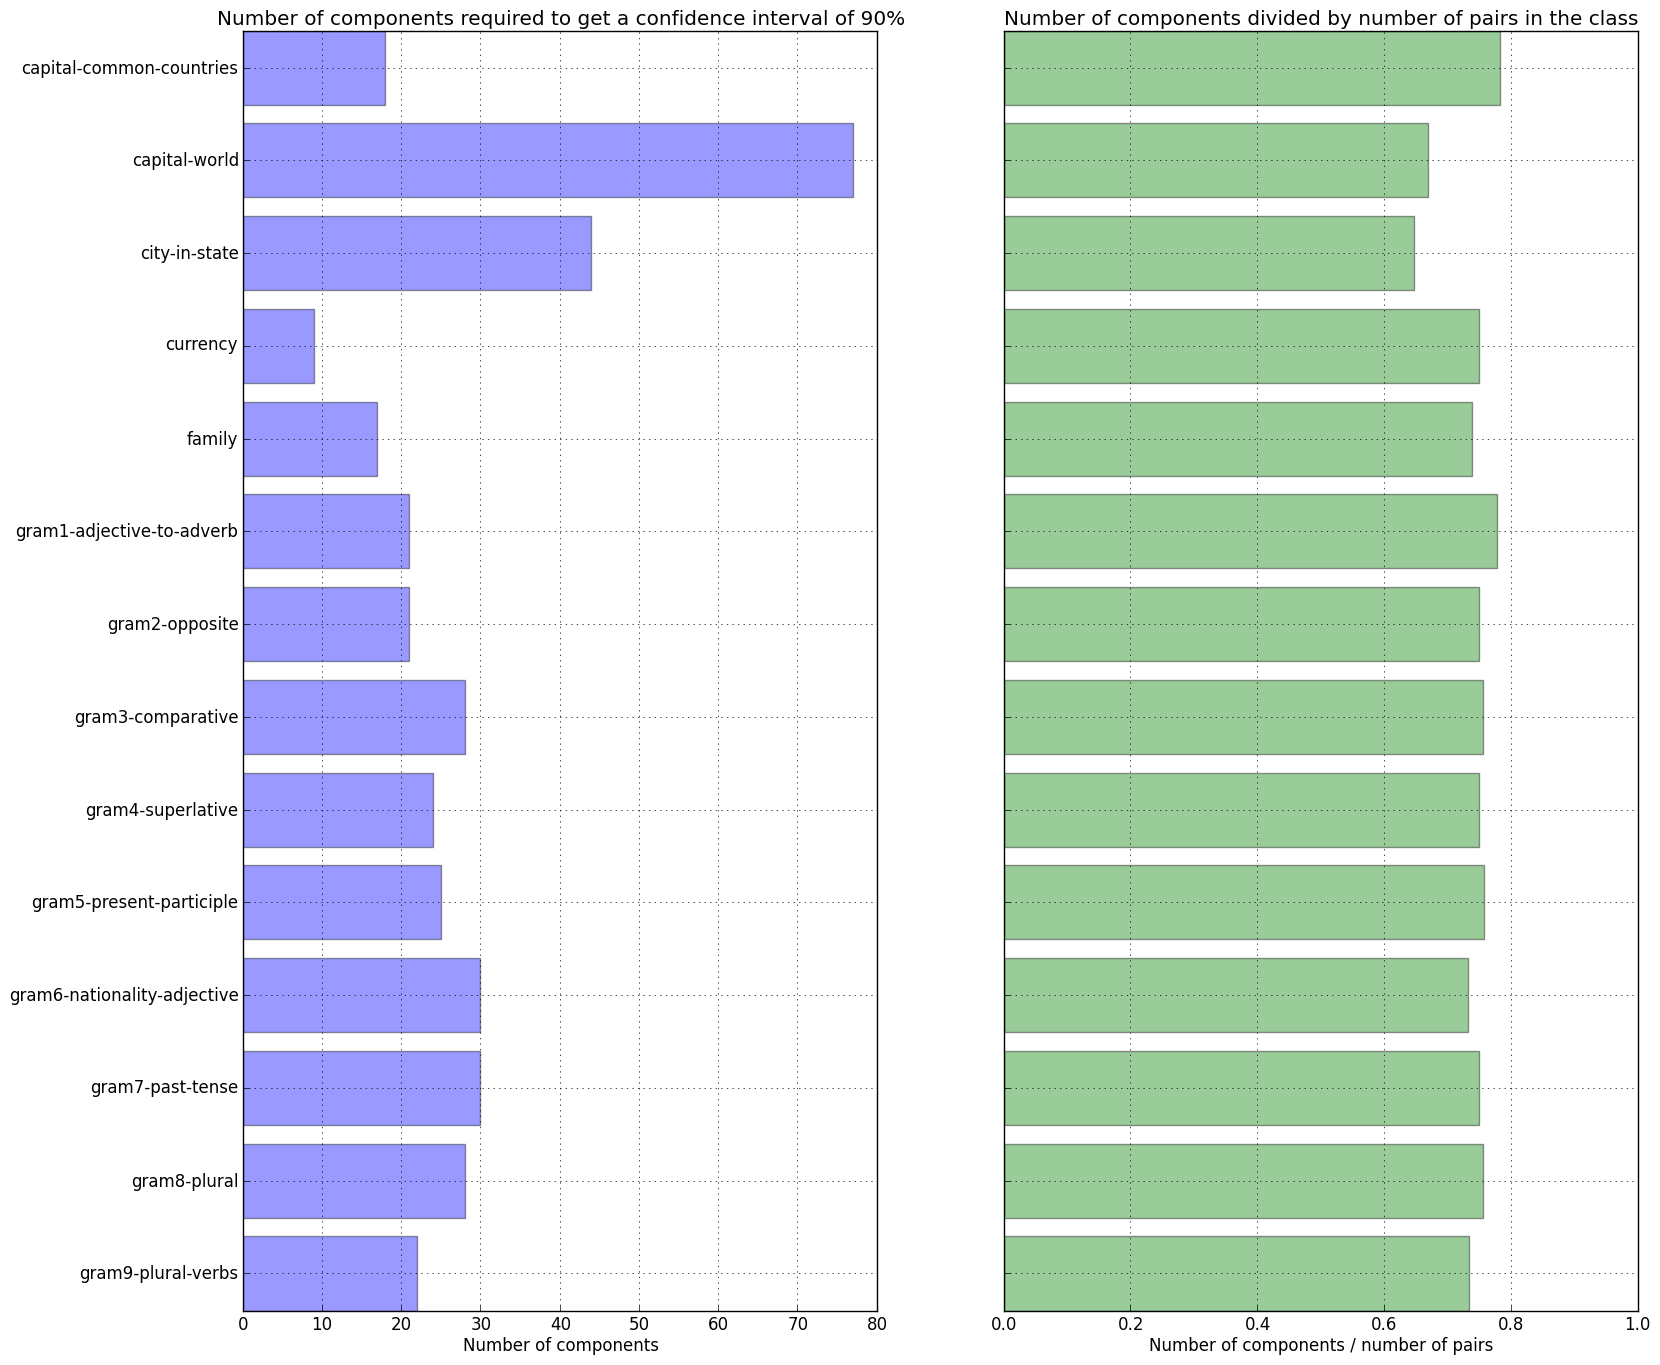 Number of components required to get a confidence interval of 90%
Number of components divided by number of pairs in the class
capital-common-countries
capital-world
city-in-state
currency
family
gram1-adjective-to-adverb
gram2-opposite
gram3-comparative
gram4-superlative
gram5-present-participle
gram6-nationality-adjective
gram7-past-tense
gram8-plural
gram9-plural-verbs
0 10 20 30 40 50 60 70 80
0.0 0.2 0.4 0.6 0.8 1.0
Number of components
Number of components / number of pairs